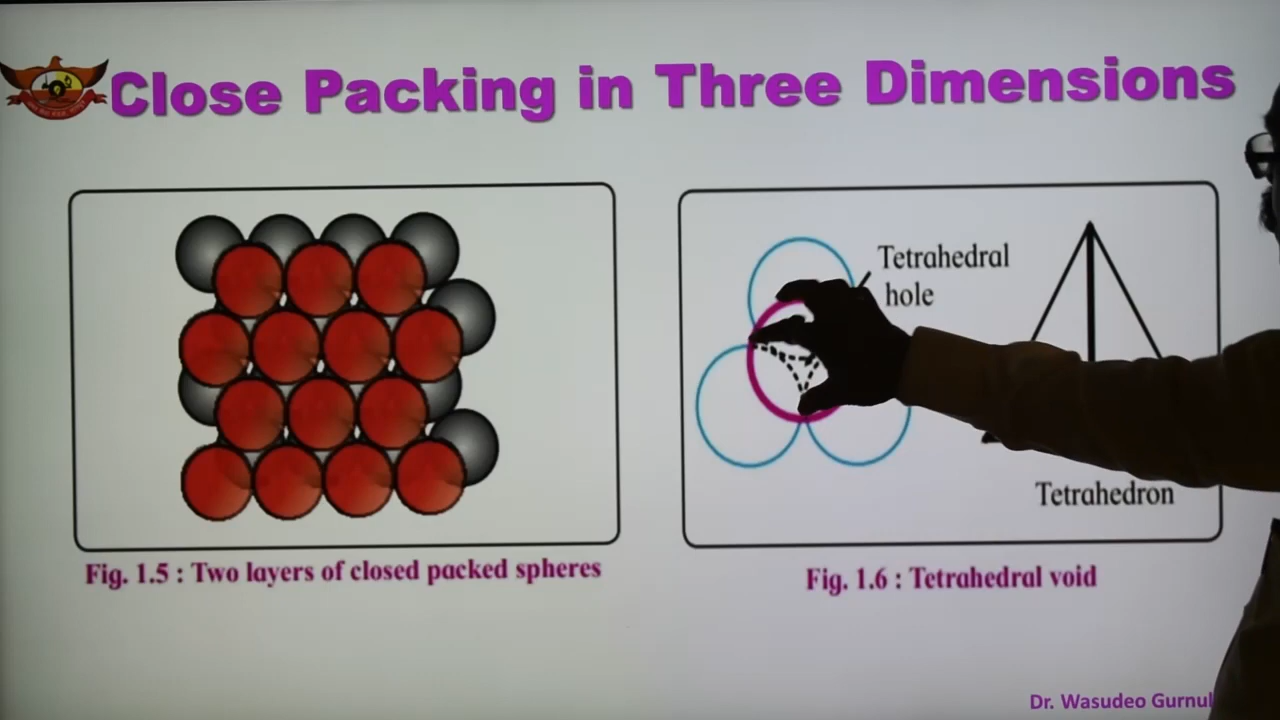 Close Packing in Three Dimensions
Tetrahedral
hole
Tetrahedron
Fig. 1.5 : Two layers of closed packed spheres
Fig. 1.6 : Tetrahedral void
Dr. Wasudeo Gurnul